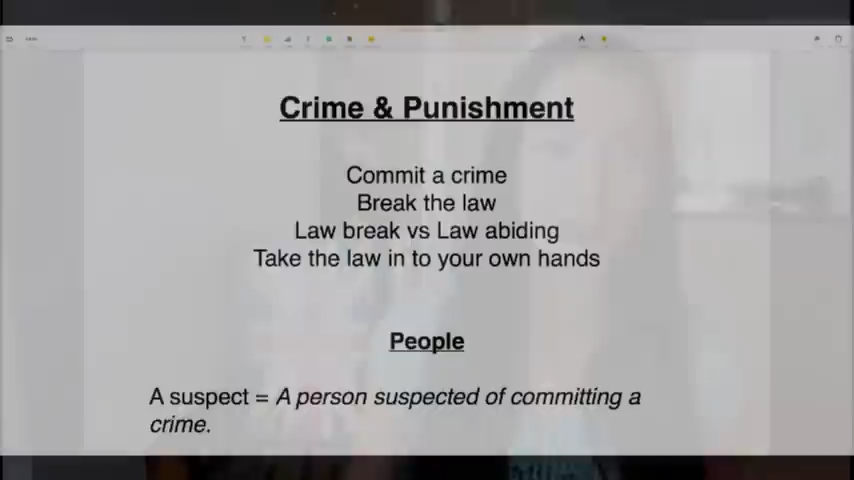 Crime & Punishment
Commit a crime
Break the law
Law break vs Law abiding
Take the law in to your own hands
People
A suspect = A person suspected of committing a
crime.